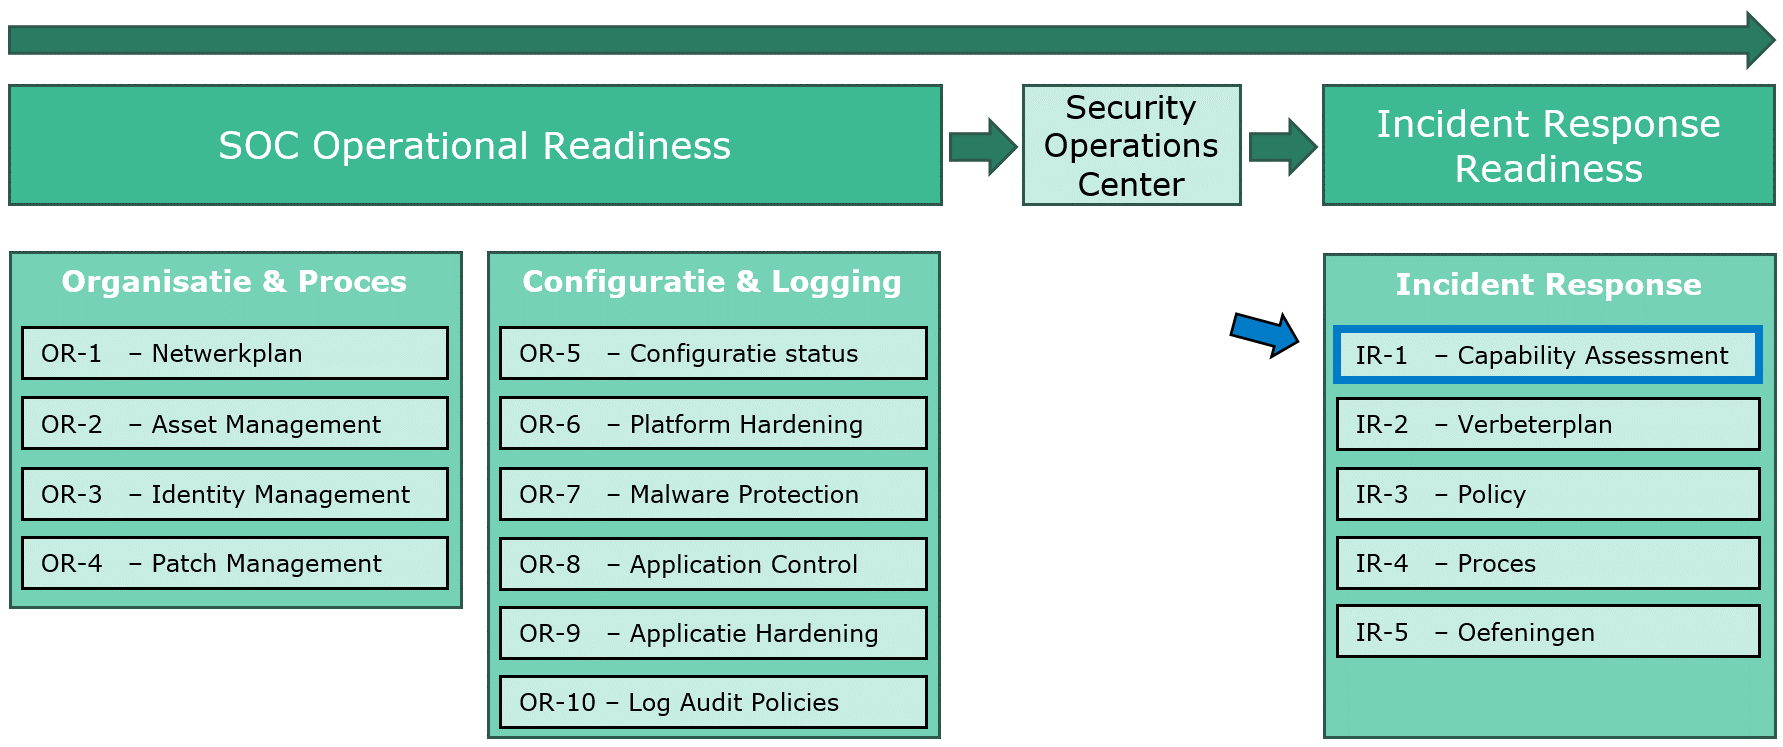 SOC Operational Readiness
Security
Operations
Center
Incident Response
Readiness
Organisatie & Proces
OR-1 – Netwerkplan
OR-2 – Asset Management
OR-3 – Identity Management
OR-4 – Patch Management
Configuratie & Logging
OR-5 – Configuratie status
OR-6 – Platform Hardening
OR-7 – Malware Protection
OR-8 – Application Control
OR-9 – Applicatie Hardening
OR-10 – Log Audit Policies
Incident Response
IR-1 – Capability Assessment
IR-2 – Verbeterplan
IR-3 – Policy
IR-4 – Proces
IR-5 – Oefeningen